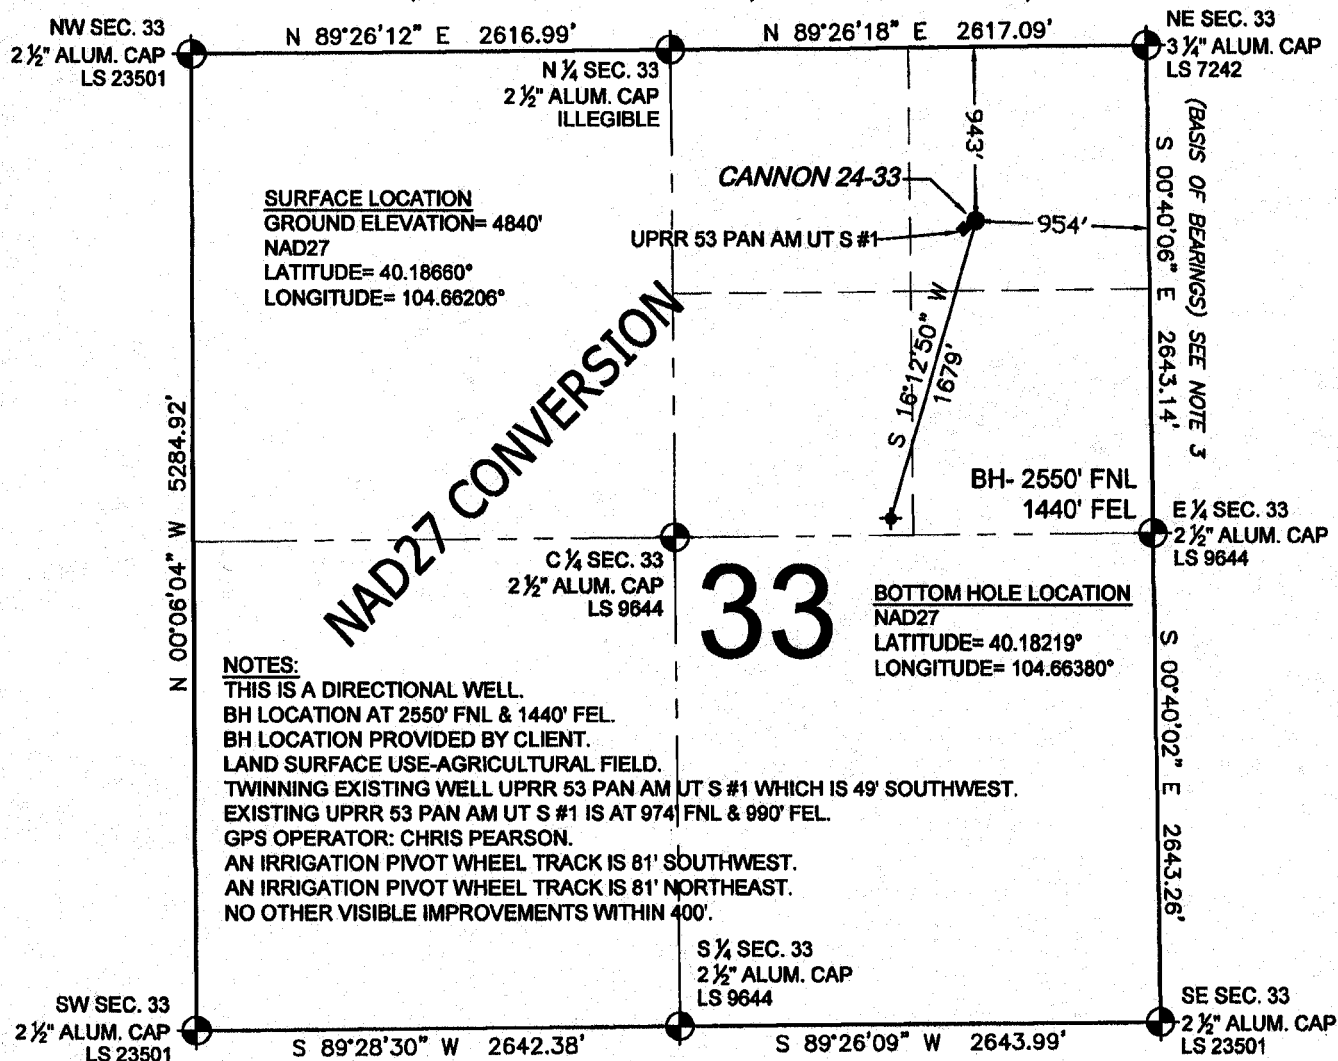 NW SEC. 33
2 ½" ALUM. CAP
LS 23501
N 89°26'12" E 2616.99'
N 89°26'18" E 2617.09'
NE SEC. 33
3 ¼" ALUM. CAP
LS 7242
N ¼ SEC. 33
2 ½" ALUM. CAP
ILLEGIBLE
943'
(BASIS OF BEARINGS) SEE NOTE 3
S 00°40'06" E 2643.14'
CANNON 24-33
UPRR 53 PAN AM UT S #1
954'
SURFACE LOCATION
GROUND ELEVATION= 4840'
NAD27
LATITUDE= 40.18660°
LONGITUDE= 104.66206°
NAD27 CONVERSION
S 16°12'50" W
1679'
N 00°06'04" W 5284.92'
BH- 2550' FNL
1440' FEL
E ¼ SEC. 33
2 ½" ALUM. CAP
LS 9644
C ¼ SEC. 33
2 ½" ALUM. CAP
LS 9644
33
BOTTOM HOLE LOCATION
NAD27
LATITUDE= 40.18219°
LONGITUDE= 104.66380°
S 00°40'02" E 2643.26'
NOTES:
THIS IS A DIRECTIONAL WELL.
BH LOCATION AT 2550' FNL & 1440' FEL.
BH LOCATION PROVIDED BY CLIENT.
LAND SURFACE USE-AGRICULTURAL FIELD.
TWINNING EXISTING WELL UPRR 53 PAN AM UT S #1 WHICH IS 49' SOUTHWEST.
EXISTING UPRR 53 PAN AM UT S #1 IS AT 974' FNL & 990' FEL.
GPS OPERATOR: CHRIS PEARSON.
AN IRRIGATION PIVOT WHEEL TRACK IS 81' SOUTHWEST.
AN IRRIGATION PIVOT WHEEL TRACK IS 81' NORTHEAST.
NO OTHER VISIBLE IMPROVEMENTS WITHIN 400'.
S ¼ SEC. 33
2 ½" ALUM. CAP
LS 9644
SW SEC. 33
2 ½" ALUM. CAP
LS 23501
S 89°28'30" W 2642.38'
S 89°26'09" W 2643.99'
SE SEC. 33
2 ½" ALUM. CAP
LS 23501